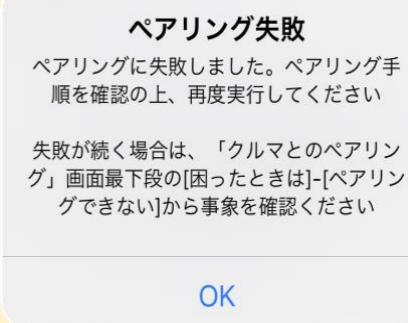 ペアリング失敗
ペアリングに失敗しました。ペアリング手
順を確認の上、再度実行してください
失敗が続く場合は、「クルマとのペアリン
グ」画面最下段の[困ったときは]-[ペアリン
グできない]から事象を確認ください
OK